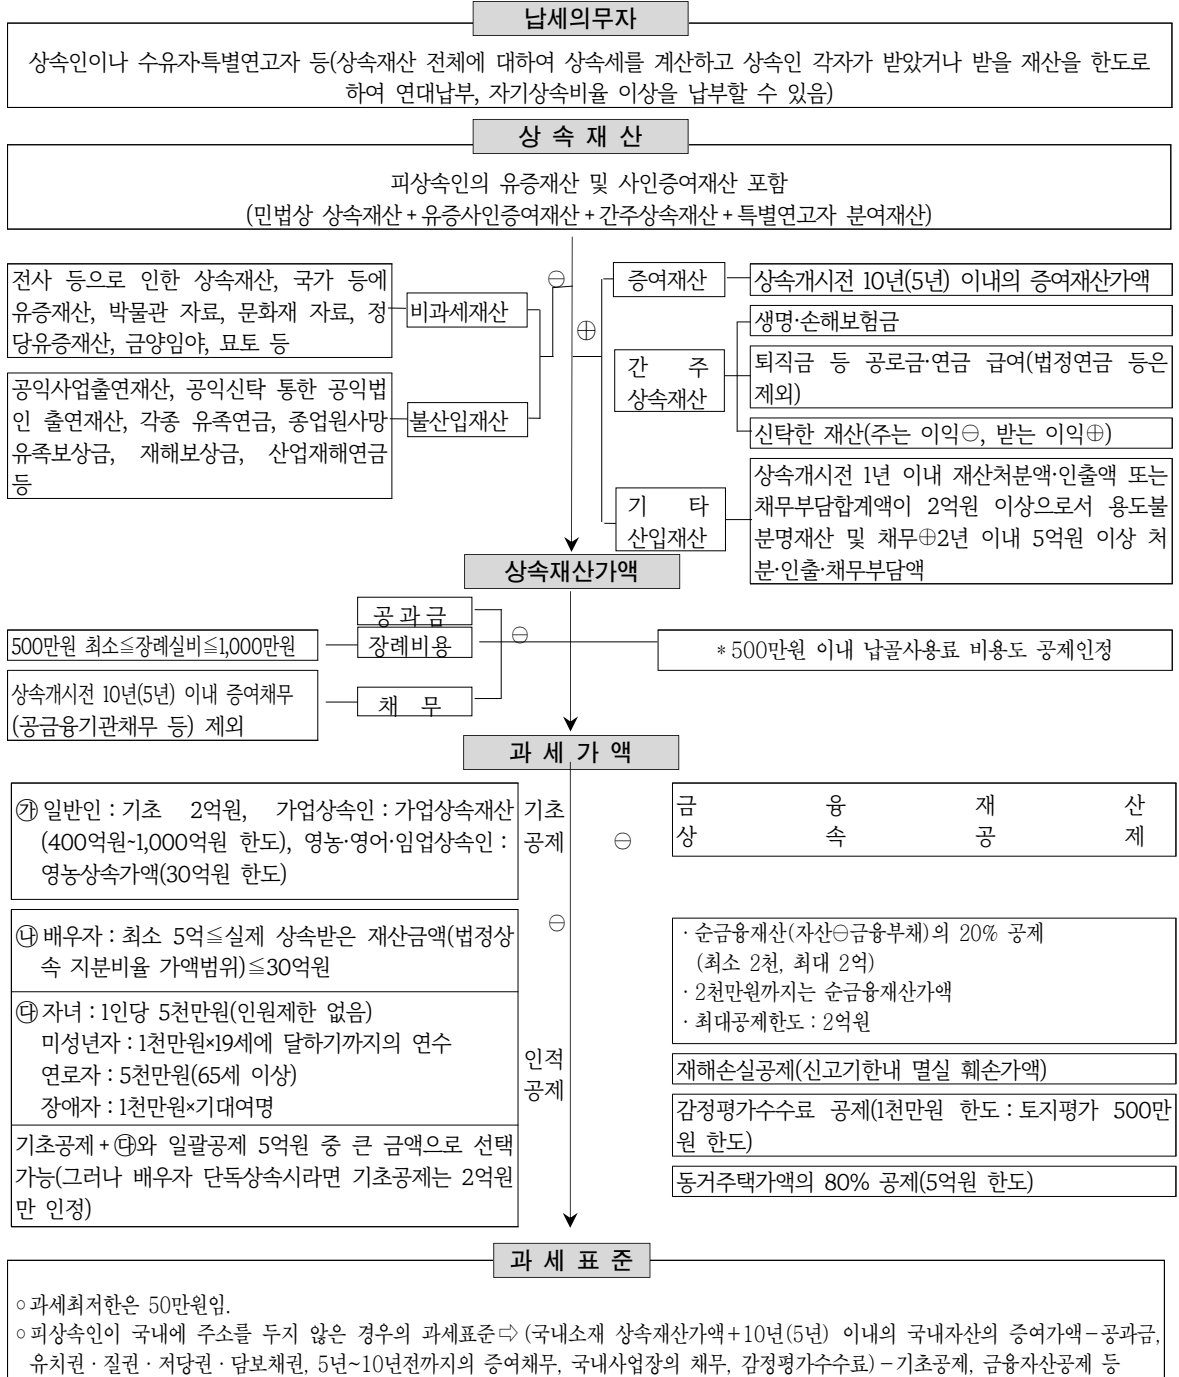 납세의무자
상속인이나 수유자·특별연고자 등(상속재산 전체에 대하여 상속세를 계산하고 상속인 각자가 받았거나 받을 재산을 한도로
하여 연대납부, 자기상속비율 이상을 납부할 수 있음)
상 속 재 산
피상속인의 유증재산 및 사인증여재산 포함
(민법상 상속재산+유증사인증여재산+간주상속재산+특별연고자 분여재산)
전사 등으로 인한 상속재산, 국가 등에
유증재산, 박물관 자료, 문화재 자료, 정
당유증재산, 금양임야, 묘토 등
비과세재산
⊖
공익사업출연재산, 공익신탁 통한 공익법
인 출연재산, 각종 유족연금, 종업원사망
유족보상금, 재해보상금, 산업재해연금
등
불산입재산
⊕
증여재산
상속개시전 10년(5년) 이내의 증여재산가액
간 주
상속재산
생명·손해보험금
퇴직금 등 공로금·연금 급여(법정연금 등은
제외)
신탁한 재산(주는 이익⊖, 받는 이익⊕)
기 타
산입재산
상속개시전 1년 이내 재산처분액·인출액 또는
채무부담합계액이 2억원 이상으로서 용도불
분명재산 및 채무⊕2년 이내 5억원 이상 처
분·인출·채무부담액
상속재산가액
공 과 금
500만원 최소≦장례실비≦1,000만원
장례비용
⊖
*500만원 이내 납골사용료 비용도 공제인정
상속개시전 10년(5년) 이내 증여채무
(공금융기관채무 등) 제외
채 무
과 세 가 액
㉮ 일반인 : 기초 2억원, 가업상속인 : 가업상속재산
(400억원~1,000억원 한도), 영농·영어·임업상속인 :
영농상속가액(30억원 한도)
기초
공제
⊖
금 융 재 산
상 속 공 제
㉯ 배우자 : 최소 5억≦실제 상속받은 재산금액(법정상
속 지분비율 가액범위)≦30억원
⊖
㉰ 자녀 : 1인당 5천만원(인원제한 없음)
미성년자 : 1천만원×19세에 달하기까지의 연수
연로자 : 5천만원(65세 이상)
장애자 : 1천만원×기대여명
인적
공제
기초공제+㉰와 일괄공제 5억원 중 큰 금액으로 선택
가능(그러나 배우자 단독상속시라면 기초공제는 2억원
만 인정)
· 순금융재산(자산⊖금융부채)의 20% 공제
(최소 2천, 최대 2억)
· 2천만원까지는 순금융재산가액
· 최대공제한도 : 2억원
재해손실공제(신고기한내 멸실 훼손가액)
감정평가수수료 공제(1천만원 한도 : 토지평가 500만
원 한도)
동거주택가액의 80% 공제(5억원 한도)
과 세 표 준
○ 과세최저한은 50만원임.
○ 피상속인이 국내에 주소를 두지 않은 경우의 과세표준⇨(국내소재 상속재산가액+10년(5년) 이내의 국내자산의 증여가액-공과금,
유치권 · 질권 · 저당권 · 담보채권, 5년~10년전까지의 증여채무, 국내사업장의 채무, 감정평가수수료)-기초공제, 금융자산공제 등